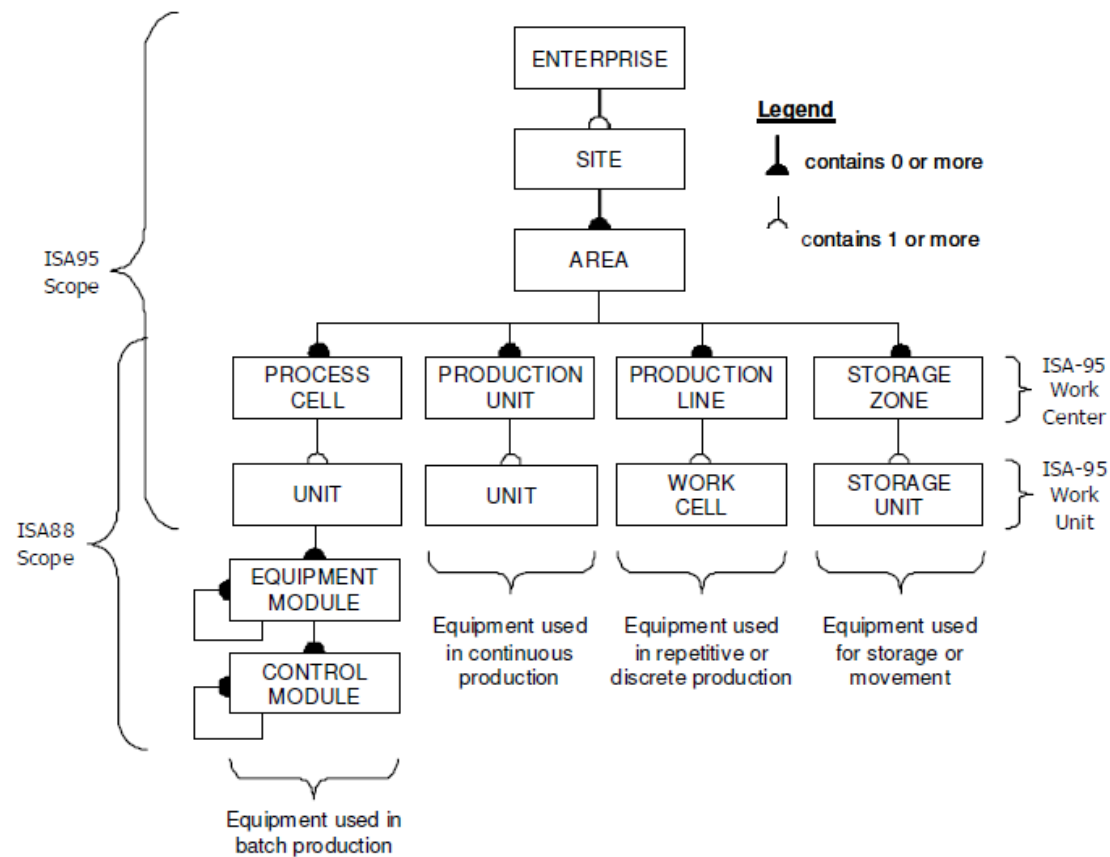 ENTERPRISE
SITE
AREA
Legend
contains 0 or more
contains 1 or more
ISA95
Scope
ISA88
Scope
PROCESS
CELL
PRODUCTION
UNIT
PRODUCTION
LINE
STORAGE
ZONE
ISA-95
Work
Center
UNIT
UNIT
WORK
CELL
STORAGE
UNIT
ISA-95
Work
Unit
EQUIPMENT
MODULE
CONTROL
MODULE
Equipment used
in continuous
production
Equipment used
in repetitive or
discrete production
Equipment used
for storage or
movement
Equipment used in
batch production